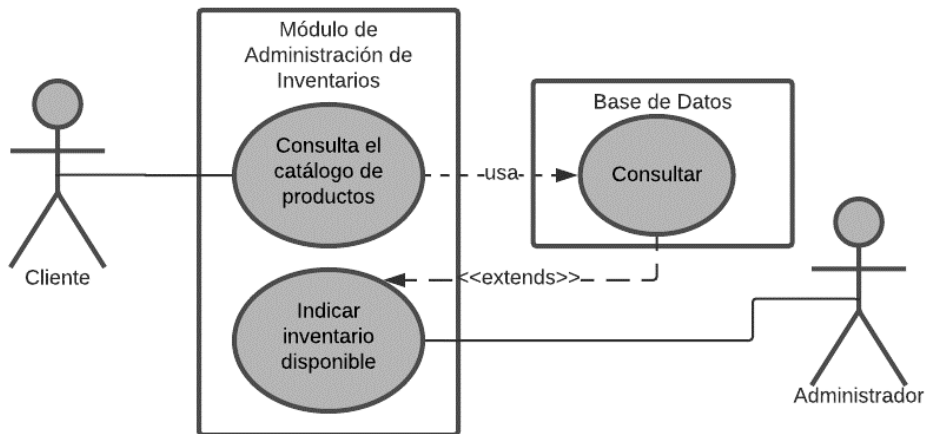 Módulo de
Administración de
Inventarios
Consulta el
catálogo de
productos
usa
Base de Datos
Consultar
Cliente
<<extends>>
Indicar
inventario
disponible
Administrador